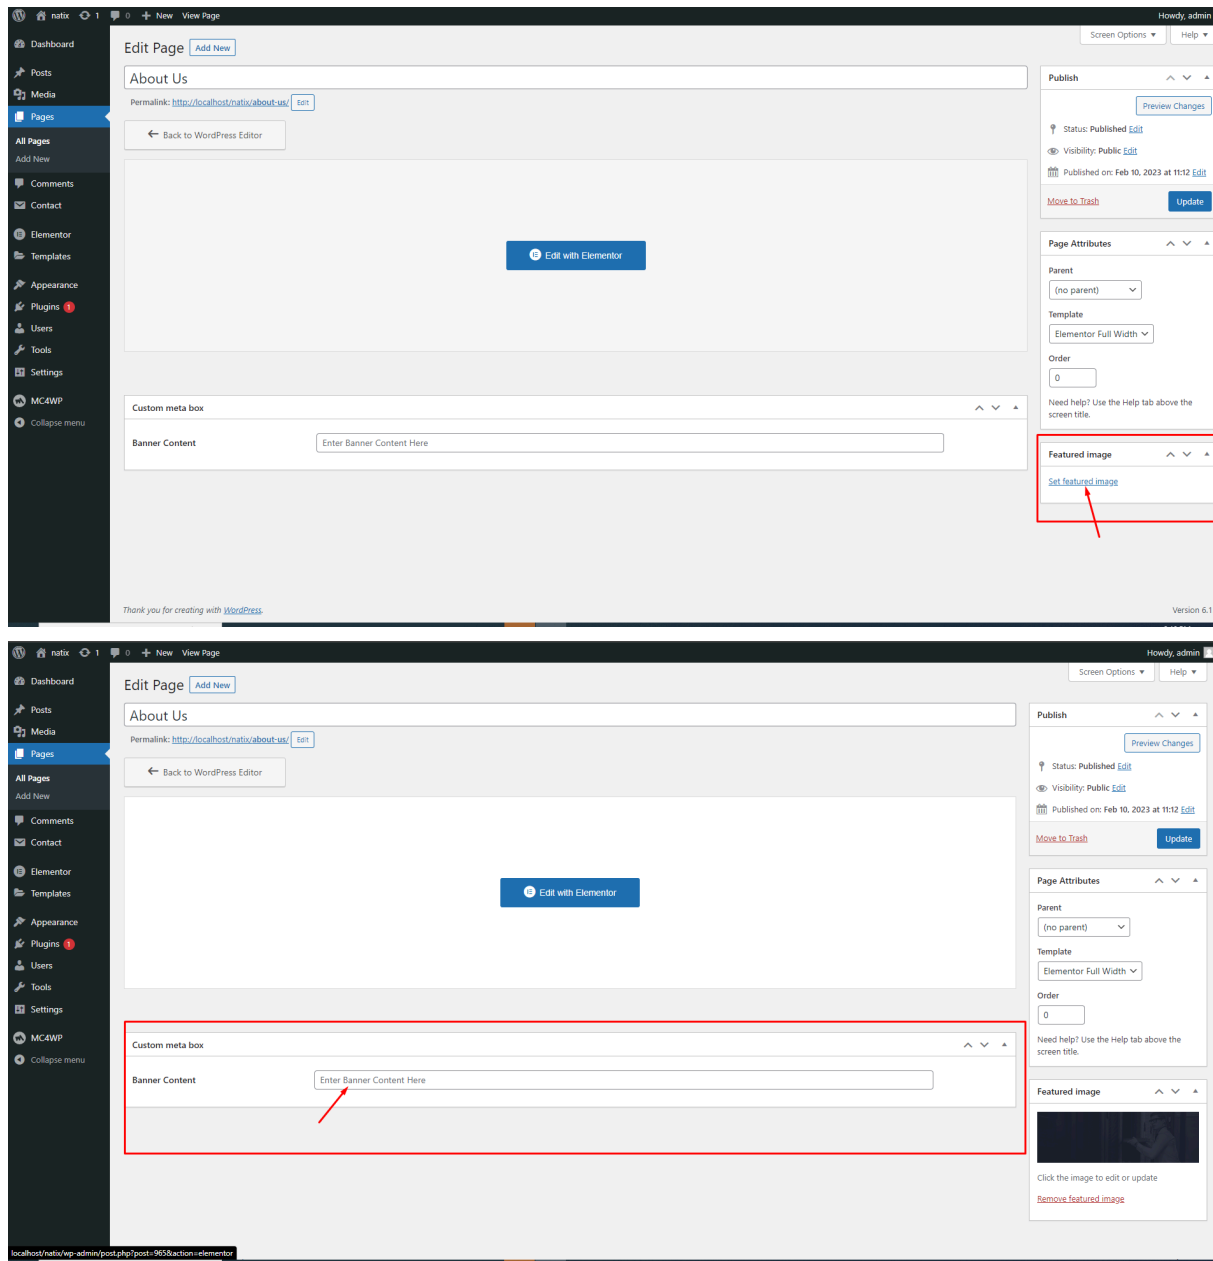 natix 1 0 + New View Page Howdy, admin
Screen Options Help
Dashboard
Posts
Media
Pages
All Pages
Add New
Comments
Contact
Elementor
Templates
Appearance
Plugins 1
Users
Tools
Settings
MC4WP
Collapse menu
Edit Page Add New
About Us
Permalink: http://localhost/natix/about-us/ Edit
Back to WordPress Editor
Edit with Elementor
Custom meta box
Banner Content Enter Banner Content Here
Publish
Preview Changes
Status: Published Edit
Visibility: Public Edit
Published on: Feb 10, 2023 at 11:12 Edit
Move to Trash Update
Page Attributes
Parent
(no parent)
Template
Elementor Full Width
Order
0
Need help? Use the Help tab above the
screen title.
Featured image
Set featured image
Thank you for creating with WordPress.
Version 6.1
natix 1 0 + New View Page Howdy, admin
Screen Options Help
Dashboard
Posts
Media
Pages
All Pages
Add New
Comments
Contact
Elementor
Templates
Appearance
Plugins 1
Users
Tools
Settings
MC4WP
Collapse menu
Edit Page Add New
About Us
Permalink: http://localhost/natix/about-us/ Edit
Back to WordPress Editor
Edit with Elementor
Custom meta box
Banner Content Enter Banner Content Here
Publish
Preview Changes
Status: Published Edit
Visibility: Public Edit
Published on: Feb 10, 2023 at 11:12 Edit
Move to Trash Update
Page Attributes
Parent
(no parent)
Template
Elementor Full Width
Order
0
Need help? Use the Help tab above the
screen title.
Featured image
Click the image to edit or update
Remove featured image
localhost/natix/wp-admin/post.php?post=965&action=elementor